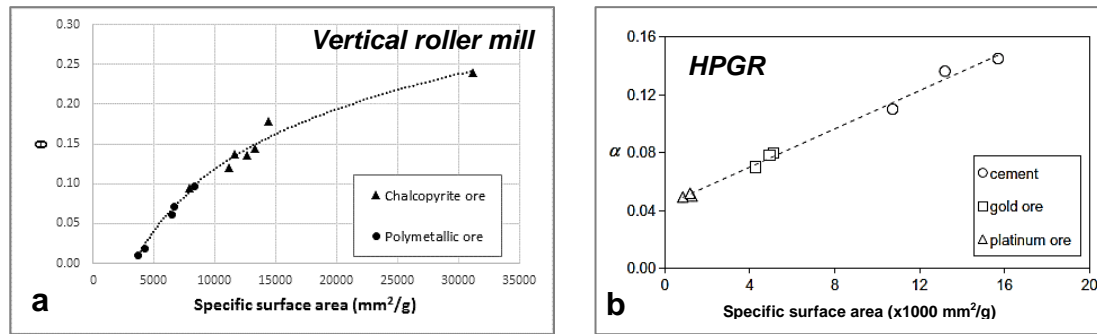 Vertical roller mill
0.30
0.25
0.20
0.15
0.10
0.05
0.00
θ
0 5000 10000 15000 20000 25000 30000 35000
Specific surface area (mm²/g)
Chalcopyrite ore
Polymetallic ore
a
HPGR
0.16
0.12
0.08
0.04
0.00
α
0 4 8 12 16 20
Specific surface area (x1000 mm²/g)
cement
gold ore
platinum ore
b